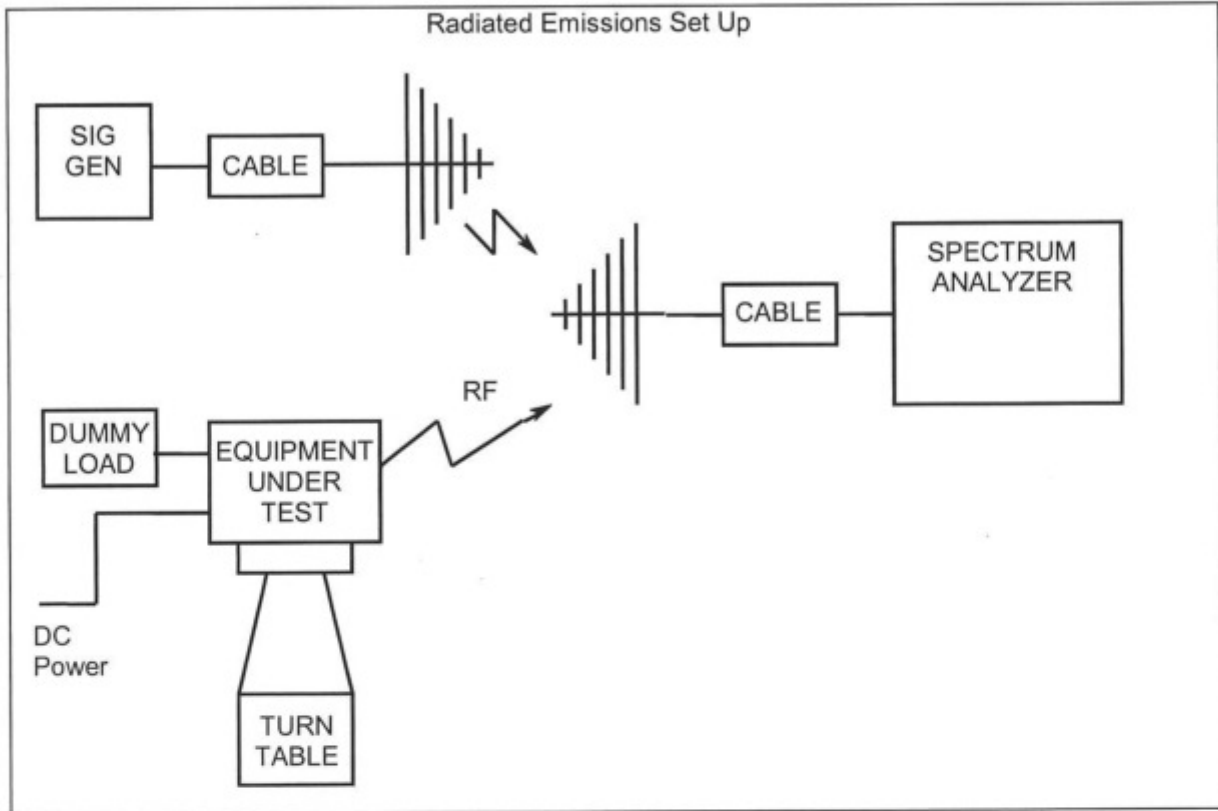 Radiated Emissions Set Up
SIG
GEN
CABLE
SPECTRUM
ANALYZER
CABLE
RF
DUMMY
LOAD
EQUIPMENT
UNDER
TEST
DC
Power
TURN
TABLE